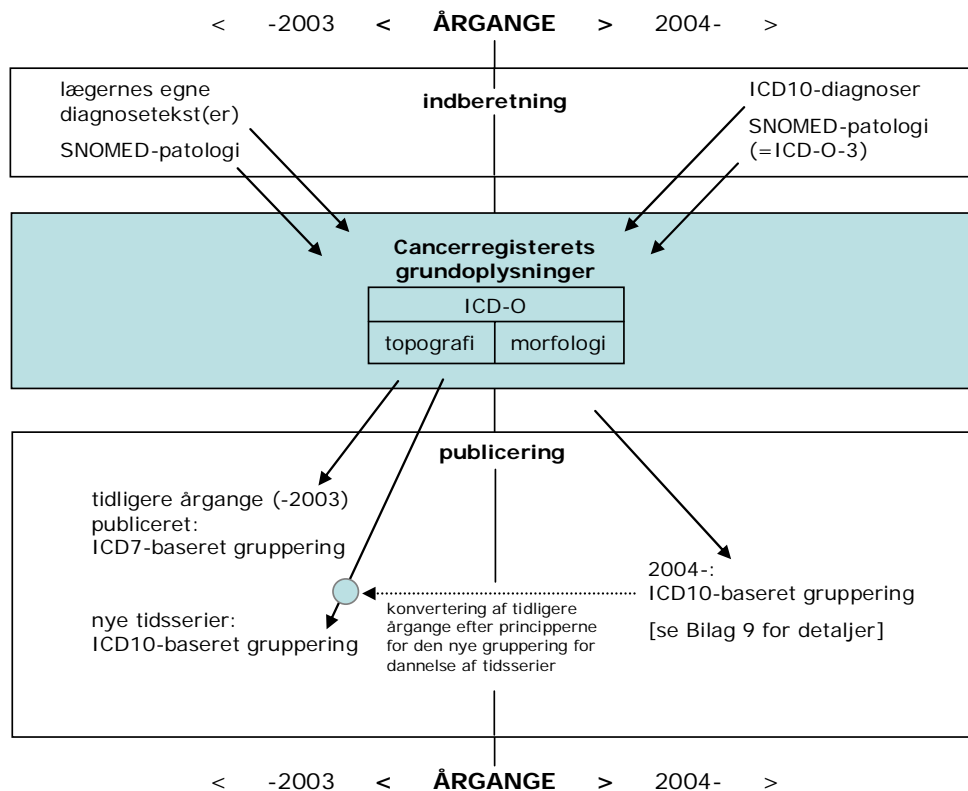 < -2003 < ÅRGANGE > 2004- >
indberetning
lægernes egne
diagnosetekst(er)
SNOMED-patologi
ICD10-diagnoser
SNOMED-patologi
(=ICD-O-3)
Cancerregisterets
grundoplysninger
ICD-O
topografi morfologi
publicering
tidligere årgange (-2003)
publiceret:
ICD7-baseret gruppering
nye tidsserier:
ICD10-baseret gruppering
konvertering af tidligere
årgange efter principperne
for den nye gruppering for
dannelse af tidsserier
2004-:
ICD10-baseret gruppering
[se Bilag 9 for detaljer]
< -2003 < ÅRGANGE > 2004- >